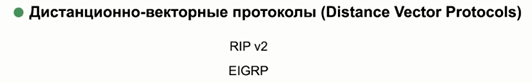 Дистанционно-векторные протоколы (Distance Vector Protocols)
RIP v2
EIGRP